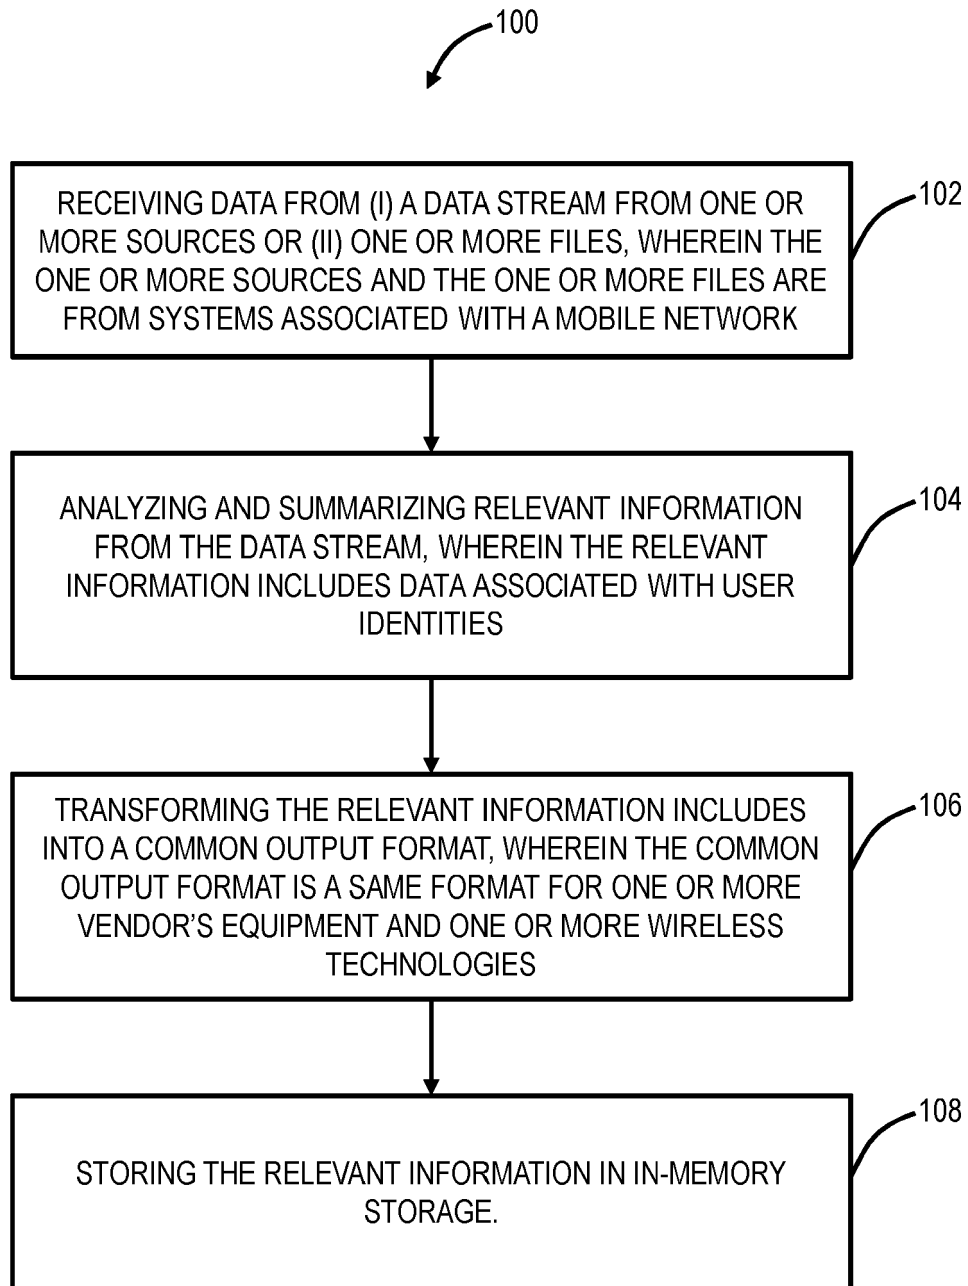 100
RECEIVING DATA FROM (I) A DATA STREAM FROM ONE OR
MORE SOURCES OR (II) ONE OR MORE FILES, WHEREIN THE
ONE OR MORE SOURCES AND THE ONE OR MORE FILES ARE
FROM SYSTEMS ASSOCIATED WITH A MOBILE NETWORK
102
ANALYZING AND SUMMARIZING RELEVANT INFORMATION
FROM THE DATA STREAM, WHEREIN THE RELEVANT
INFORMATION INCLUDES DATA ASSOCIATED WITH USER
IDENTITIES
104
TRANSFORMING THE RELEVANT INFORMATION INCLUDES
INTO A COMMON OUTPUT FORMAT, WHEREIN THE COMMON
OUTPUT FORMAT IS A SAME FORMAT FOR ONE OR MORE
VENDOR'S EQUIPMENT AND ONE OR MORE WIRELESS
TECHNOLOGIES
106
STORING THE RELEVANT INFORMATION IN IN-MEMORY
STORAGE.
108